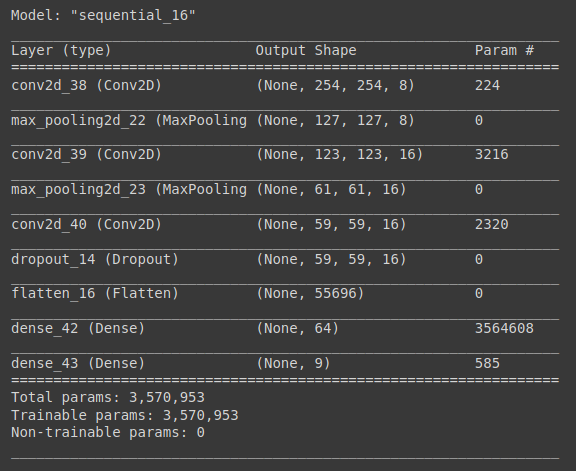 Model: "sequential_16"
Layer (type) Output Shape Param #
conv2d_38 (Conv2D) (None, 254, 254, 8) 224
max_pooling2d_22 (MaxPooling (None, 127, 127, 8) 0
conv2d_39 (Conv2D) (None, 123, 123, 16) 3216
max_pooling2d_23 (MaxPooling (None, 61, 61, 16) 0
conv2d_40 (Conv2D) (None, 59, 59, 16) 2320
dropout_14 (Dropout) (None, 59, 59, 16) 0
flatten_16 (Flatten) (None, 55696) 0
dense_42 (Dense) (None, 64) 3564608
dense_43 (Dense) (None, 9) 585
Total params: 3,570,953
Trainable params: 3,570,953
Non-trainable params: 0